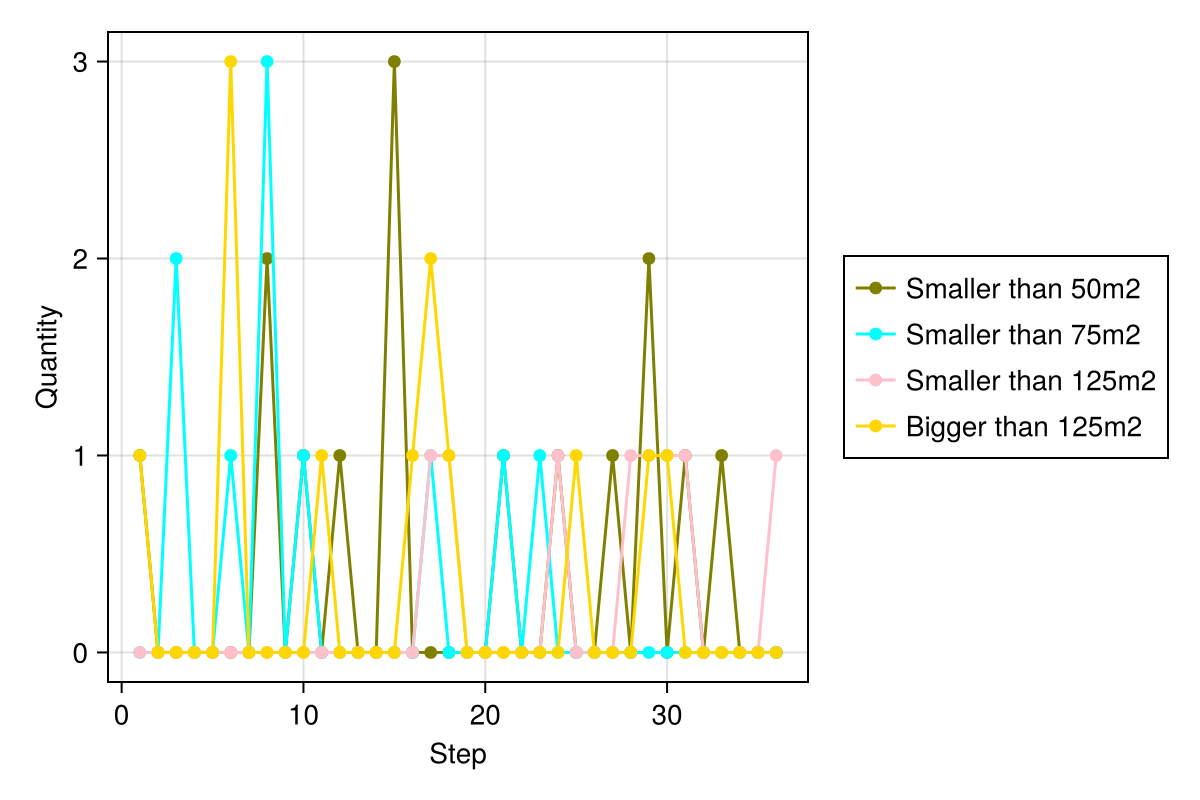 3
2
1
0
Quantity
0 10 20 30
Step
Smaller than 50m2
Smaller than 75m2
Smaller than 125m2
Bigger than 125m2